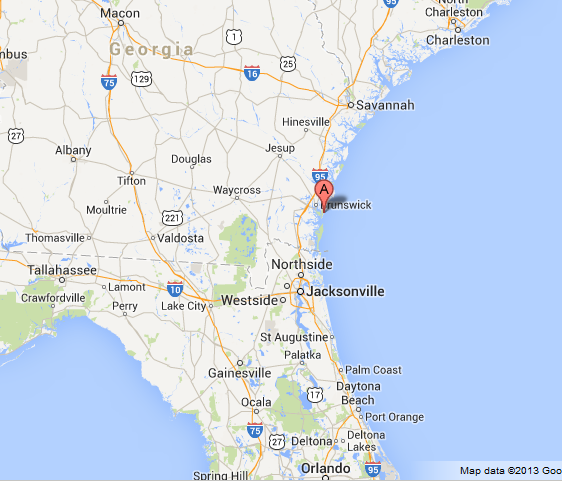 North
Charleston
Charleston
Macon
Georgia
1
75
129
25
16
Savannah
mbus
27
Hinesville
Albany
Douglas
Jesup
Tifton
95
Waycross
A
Brunswick
Moultrie
221
Thomasville
Valdosta
Tallahassee
Northside
Crawfordville
Lamont
10
Jacksonville
Perry
Lake City
Westside
St Augustine
Palatka
Gainesville
Palm Coast
17
Daytona
Beach
Ocala
Port Orange
75
27
Deltona
Deltona
Lakes
Spring Hill
Orlando
95
Map data ©2013 Goo